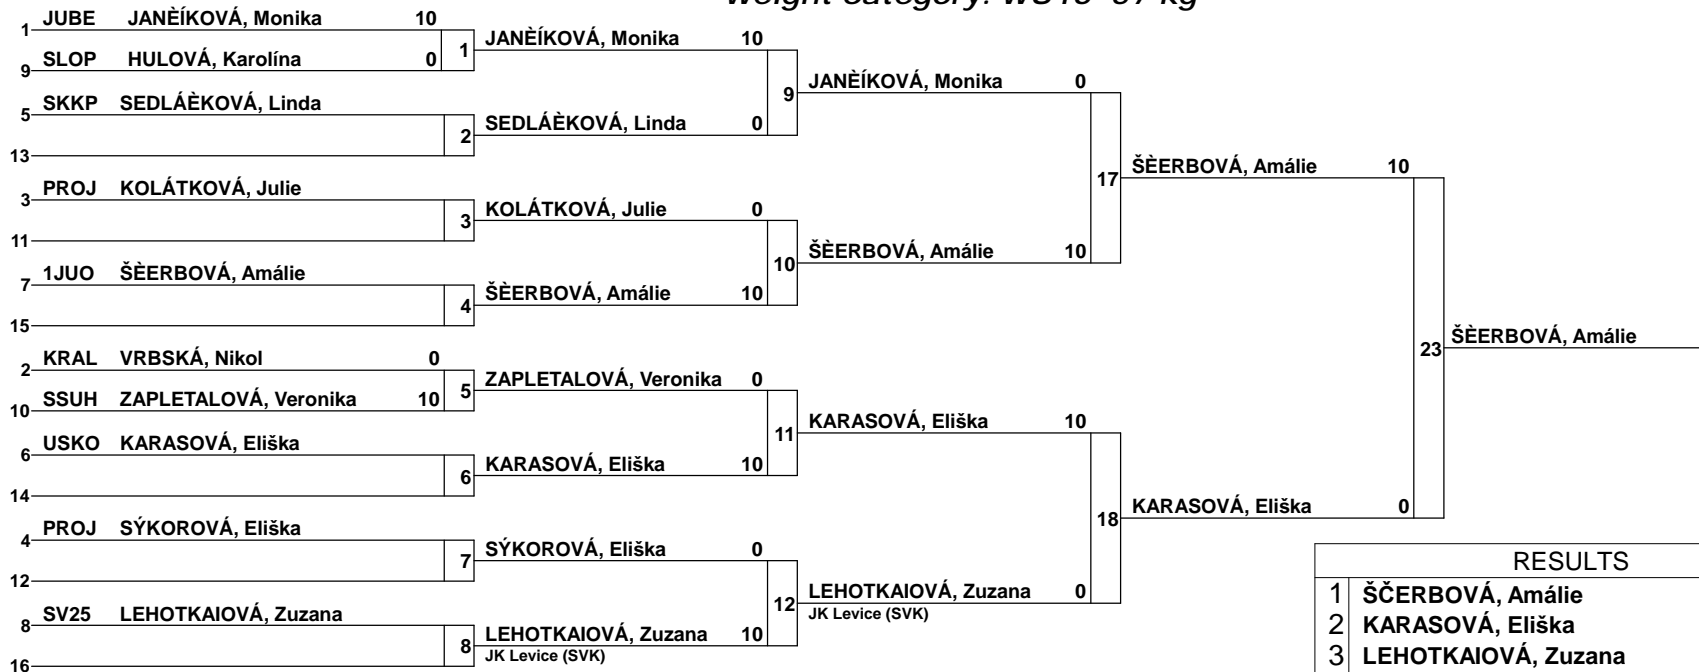 1 JUBE JANÈÍKOVÁ, Monika 10
9 SLOP HULOVÁ, Karolína 0
1
JANÈÍKOVÁ, Monika 10
5 SKKP SEDLÁÈKOVÁ, Linda
13
2
SEDLÁÈKOVÁ, Linda 0
9
JANÈÍKOVÁ, Monika 0
3 PROJ KOLÁTKOVÁ, Julie
11
3
KOLÁTKOVÁ, Julie 0
7 1JUO ŠÈERBOVÁ, Amálie
15
4
ŠÈERBOVÁ, Amálie 10
10
ŠÈERBOVÁ, Amálie 10
17
ŠÈERBOVÁ, Amálie 10
2 KRAL VRBSKÁ, Nikol 0
10 SSUH ZAPLETALOVÁ, Veronika 10
5
ZAPLETALOVÁ, Veronika 0
6 USKO KARASOVÁ, Eliška
14
6
KARASOVÁ, Eliška 10
11
KARASOVÁ, Eliška 10
4 PROJ SÝKOROVÁ, Eliška
12
7
SÝKOROVÁ, Eliška 0
8 SV25 LEHOTKAIOVÁ, Zuzana
16
8
LEHOTKAIOVÁ, Zuzana 10
JK Levice (SVK)
12
LEHOTKAIOVÁ, Zuzana 0
JK Levice (SVK)
18
KARASOVÁ, Eliška 0
23
ŠÈERBOVÁ, Amálie
RESULTS
1 ŠČERBOVÁ, Amálie
2 KARASOVÁ, Eliška
3 LEHOTKAIOVÁ, Zuzana